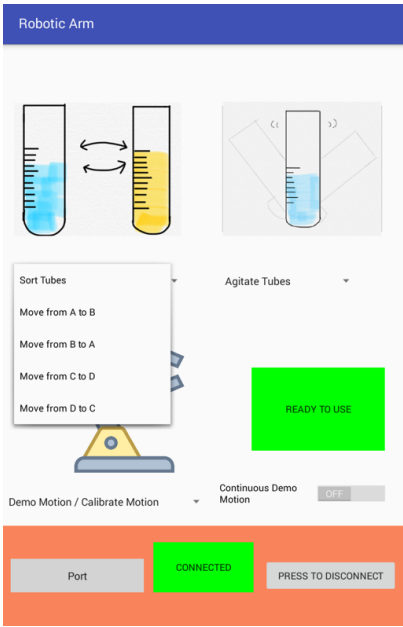 Robotic Arm
Sort Tubes
Move from A to B
Move from B to A
Move from C to D
Move from D to C
Agitate Tubes
READY TO USE
Demo Motion / Calibrate Motion
Continuous Demo
Motion
OFF
Port
CONNECTED
PRESS TO DISCONNECT